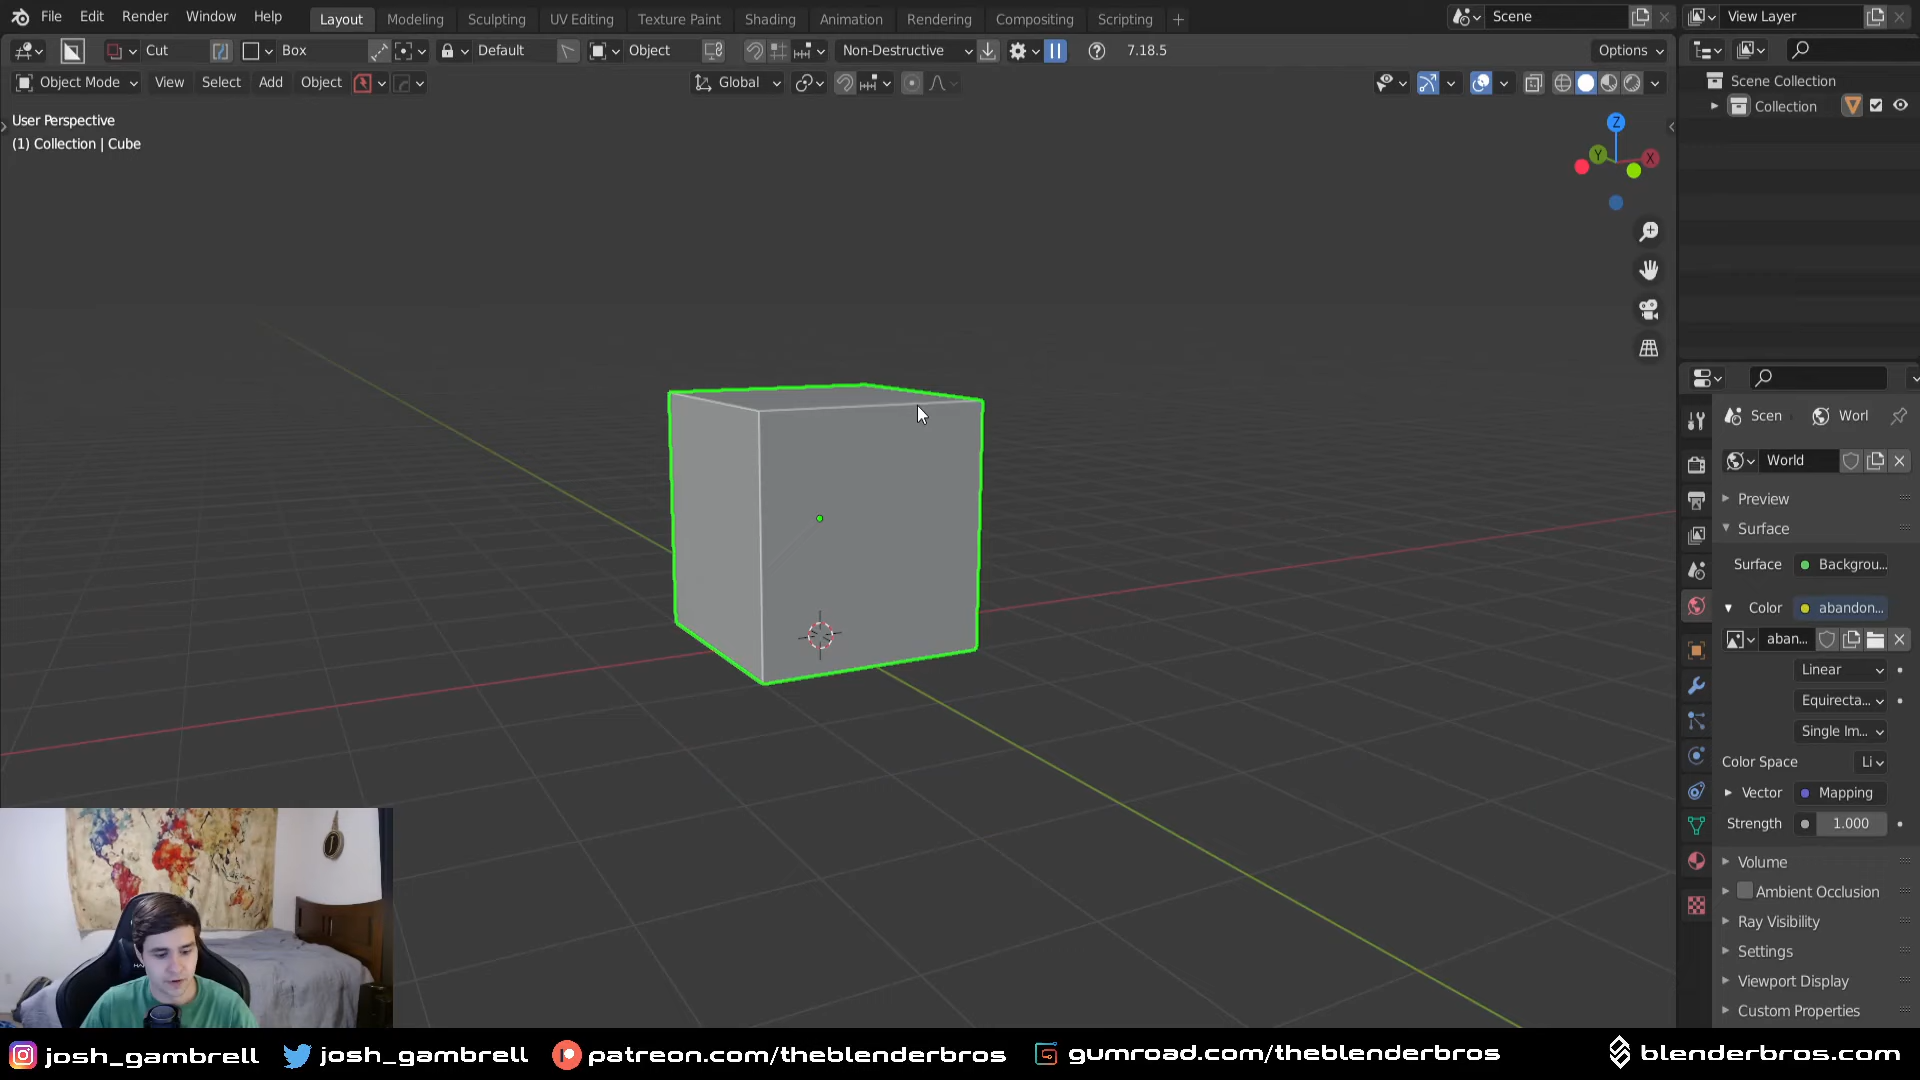 File Edit Render Window Help Layout Modeling Sculpting UV Editing Texture Paint Shading Animation Rendering Compositing Scripting + Scene View Layer
Cut Box Default Object Non-Destructive 7.18.5 Options
Object Mode View Select Add Object Global
Scene Collection
Collection
User Perspective
(1) Collection | Cube
Z
Y
X
Scen Worl
World
Preview
Surface
Surface Backgrou...
Color abandon...
aban...
Linear
Equirecta...
Single Im...
Color Space Li
Vector Mapping
Strength 1.000
Volume
Ambient Occlusion
Ray Visibility
Settings
Viewport Display
Custom Properties
josh_gambrell josh_gambrell patreon.com/theblenderbros gumroad.com/theblenderbros blenderbros.com